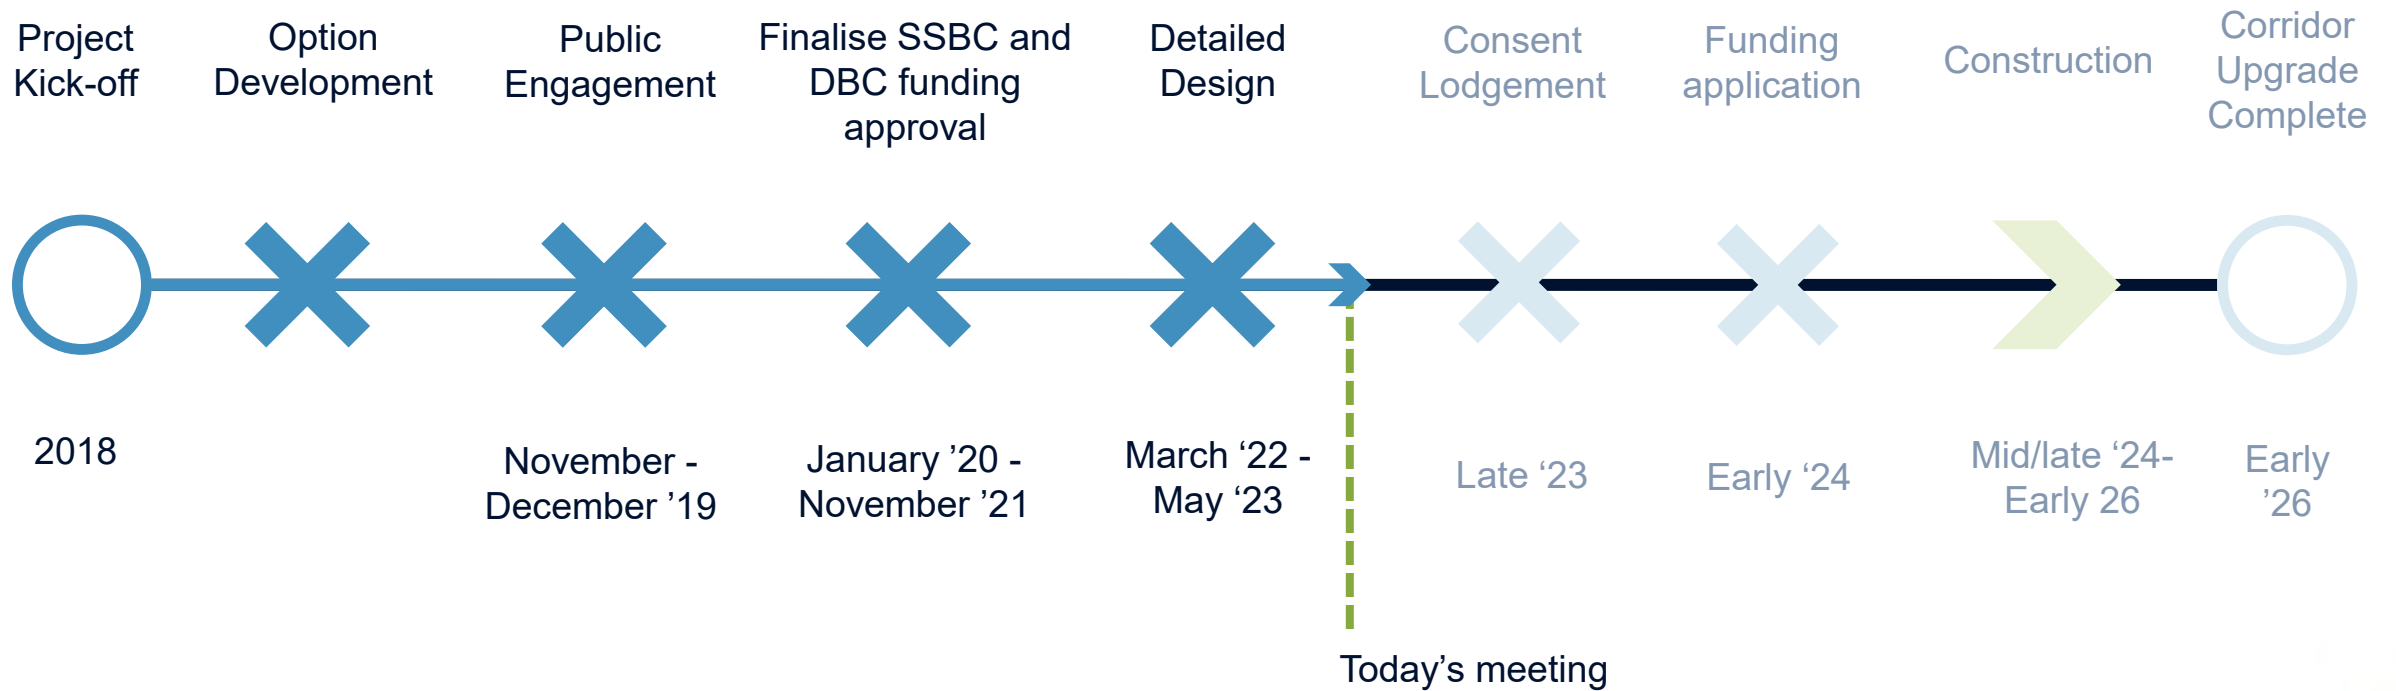 Project
Kick-off
Option
Development
Public
Engagement
Finalise SSBC and
DBC funding
approval
Detailed
Design
Consent
Lodgement
Funding
application
Construction
Corridor
Upgrade
Complete
2018
November -
December ’19
January ’20 -
November ’21
March ‘22 -
May ‘23
Late ‘23
Early ‘24
Mid/late ‘24-
Early 26
Early
’26
Today’s meeting